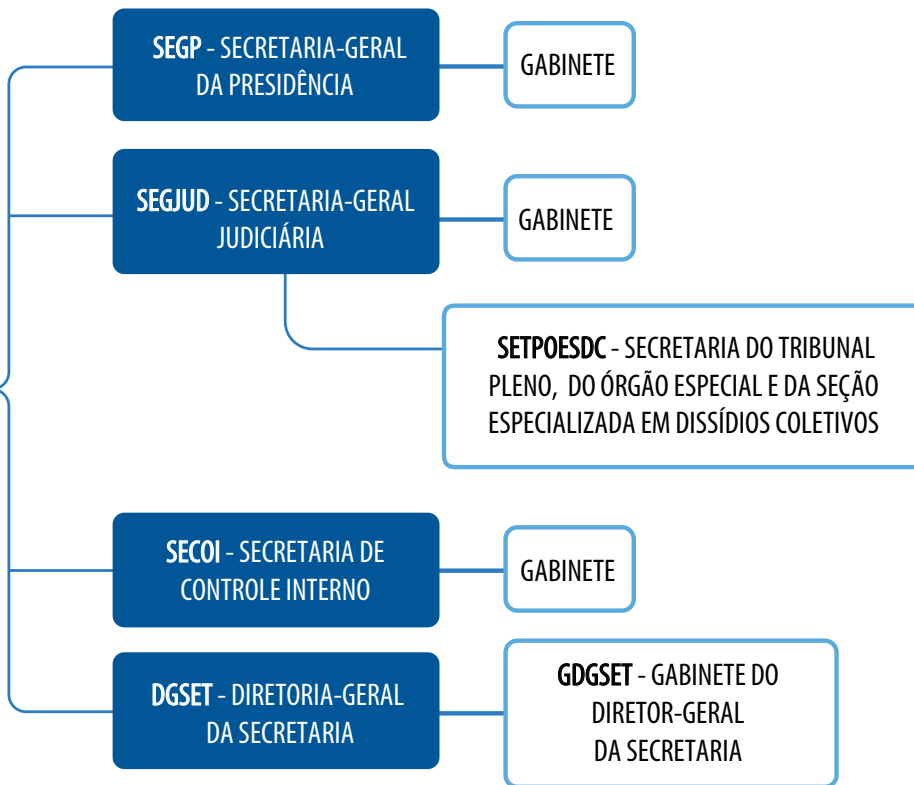 SEGP - SECRETARIA-GERAL
DA PRESIDÊNCIA
GABINETE
SEGJUD - SECRETARIA-GERAL
JUDICIÁRIA
GABINETE
SETPOESDC - SECRETARIA DO TRIBUNAL
PLENO, DO ÓRGÃO ESPECIAL E DA SEÇÃO
ESPECIALIZADA EM DISSÍDIOS COLETIVOS
SECOI - SECRETARIA DE
CONTROLE INTERNO
GABINETE
DGSET - DIRETORIA-GERAL
DA SECRETARIA
GDGSET - GABINETE DO
DIRETOR-GERAL
DA SECRETARIA